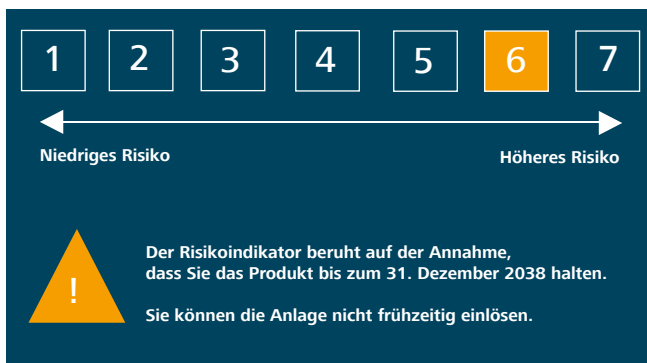 1 2 3 4 5 6 7
Niedriges Risiko Höheres Risiko
!
Der Risikoindikator beruht auf der Annahme,
dass Sie das Produkt bis zum 31. Dezember 2038 halten.
Sie können die Anlage nicht frühzeitig einlösen.